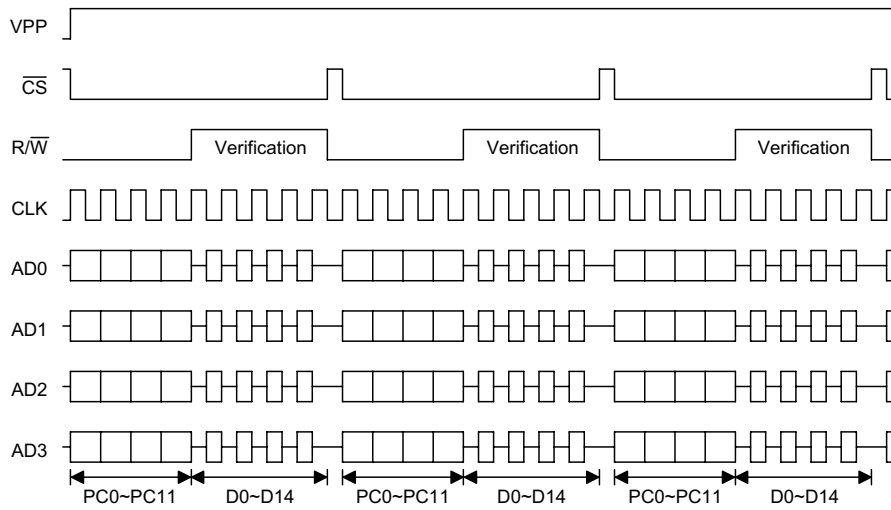 VPP
C̅S̅
R/W̅ Verification Verification Verification
CLK
AD0
AD1
AD2
AD3
PC0~PC11 D0~D14 PC0~PC11 D0~D14 PC0~PC11 D0~D14